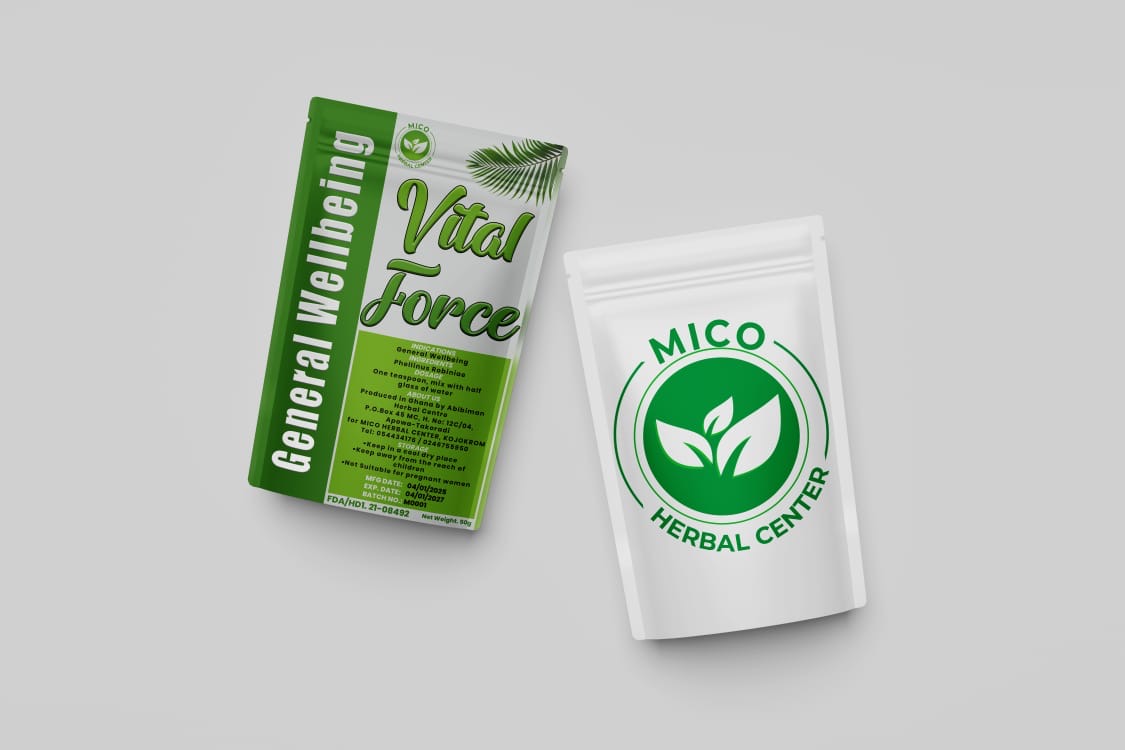 General Wellbeing
MICO
HERBAL CENTER
Vital
Force
INDICATIONS
General Wellbeing
INGREDIENTS
Phellinus Robiniae
DOSAGE
One teaspoon, mix with half
glass of water
ABOUT US
Produced in Ghana by Abibiman
Herbal Centre
P.O.Box 45 MC, H. No: 12C/04,
Apowa-Takoradi
for MICO HERBAL CENTER, KOJOKROM
Tel: 054434176 / 0246755850
STORAGE
•Keep in a cool dry place
•Keep away from the reach of
children
•Not Suitable for pregnant women
MFG DATE: 04/01/2025
EXP. DATE: 04/01/2027
BATCH NO.: M0001
FDA/HD1. 21-08492
Net Weight. 50g
MICO
HERBAL CENTER